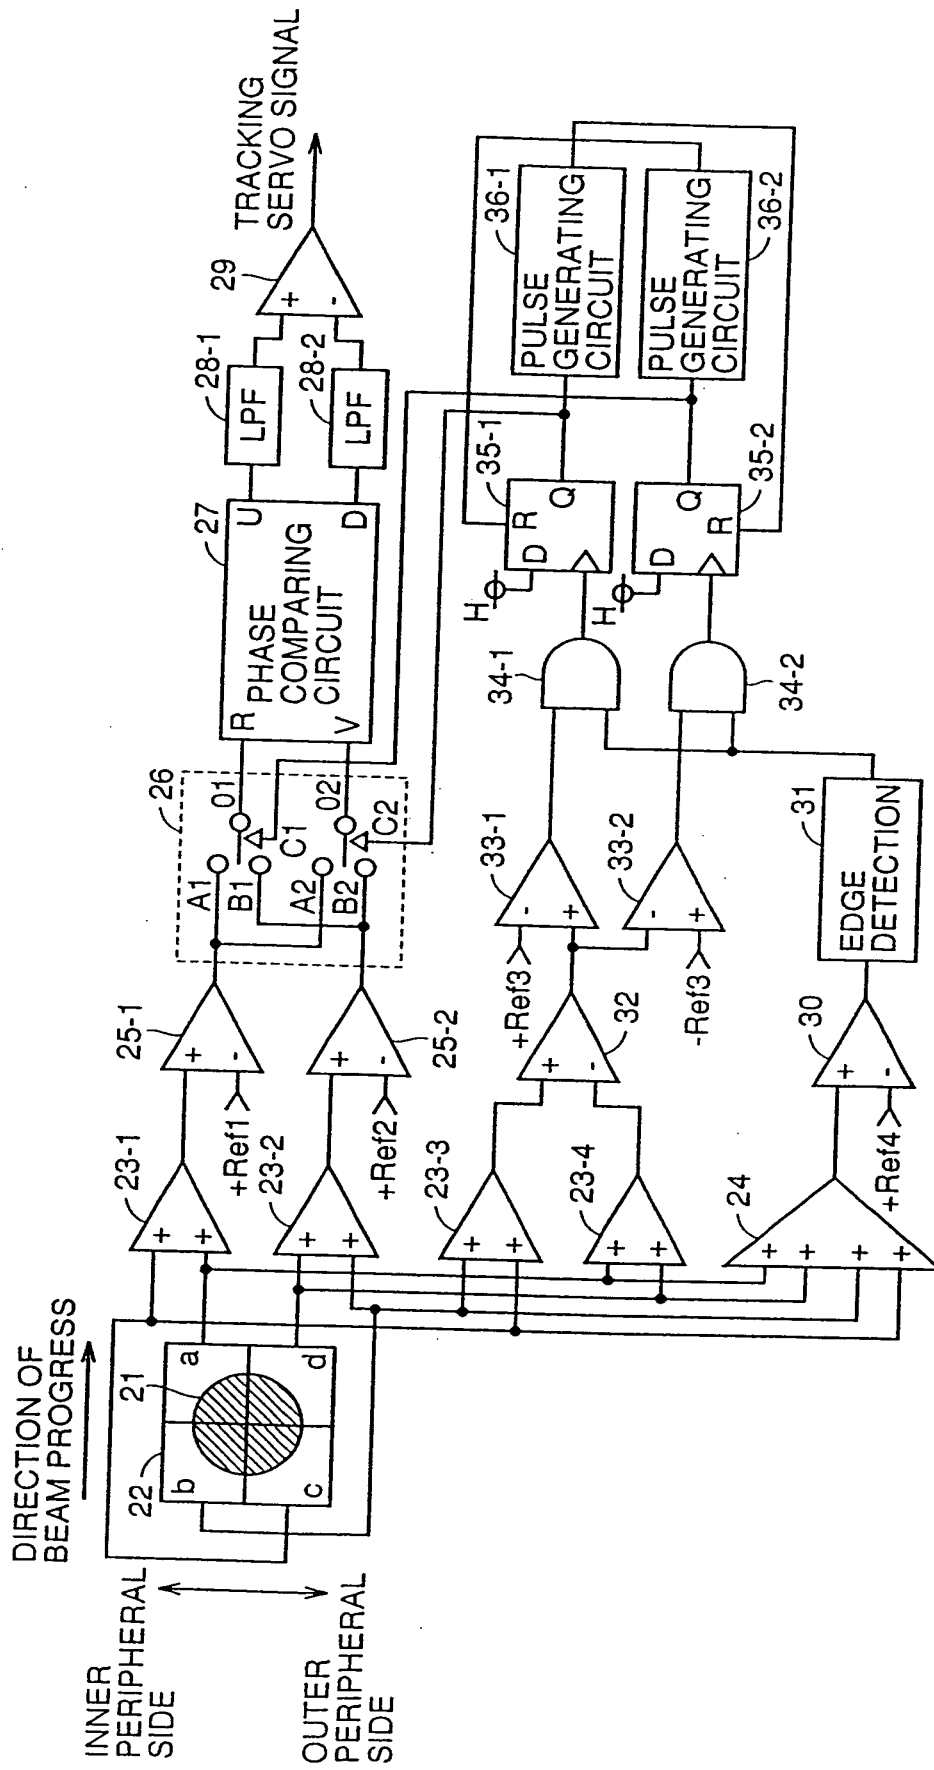 INNER
PERIPHERAL
SIDE
OUTER
PERIPHERAL
SIDE
DIRECTION OF
BEAM PROGRESS
22
21
b
a
c
d
23-1
+
+
23-2
+
+
23-3
+
+
23-4
+
+
24
+
+
+
+
25-1
+
-
+Ref1
25-2
+
-
+Ref2
26
A1
B1
O1
C1
A2
B2
O2
C2
27
R
V
U
D
PHASE
COMPARING
CIRCUIT
28-1
LPF
28-2
LPF
29
+
-
TRACKING
SERVO SIGNAL
32
+
-
33-1
-
+
+Ref3
33-2
-
+
-Ref3
30
+
-
+Ref4
31
EDGE
DETECTION
34-1
34-2
H
D
R
Q
35-1
H
D
R
Q
35-2
36-1
PULSE
GENERATING
CIRCUIT
PULSE
GENERATING
CIRCUIT
36-2